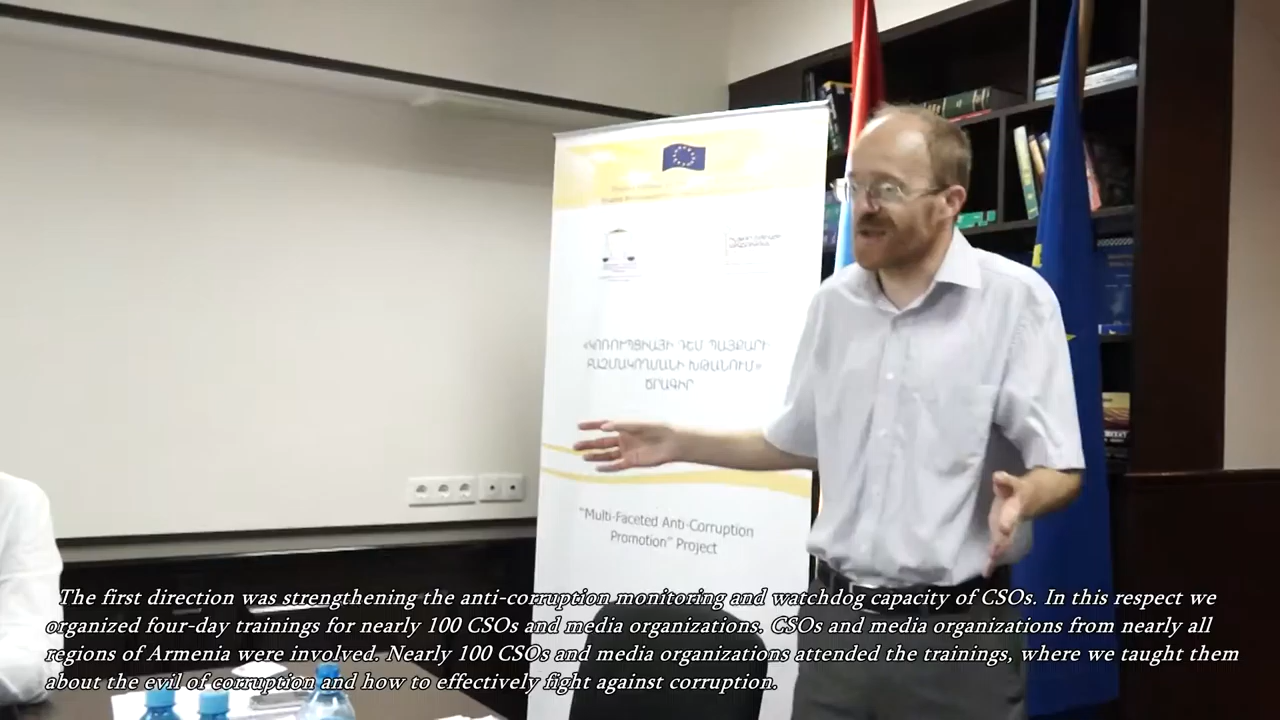 «ԿՈՌՈՒՊՑԻԱՅԻ ԴԵՄ ՊԱՅՔԱՐԻ
ԲԱԶՄԱԿՈՂՄԱՆԻ ԽԹԱՆՈՒՄ»
ԾՐԱԳԻՐ
"Multi-Faceted Anti-Corruption
Promotion" Project
The first direction was strengthening the anti-corruption monitoring and watchdog capacity of CSOs. In this respect we
organized four-day trainings for nearly 100 CSOs and media organizations. CSOs and media organizations from nearly all
regions of Armenia were involved. Nearly 100 CSOs and media organizations attended the trainings, where we taught them
about the evil of corruption and how to effectively fight against corruption.